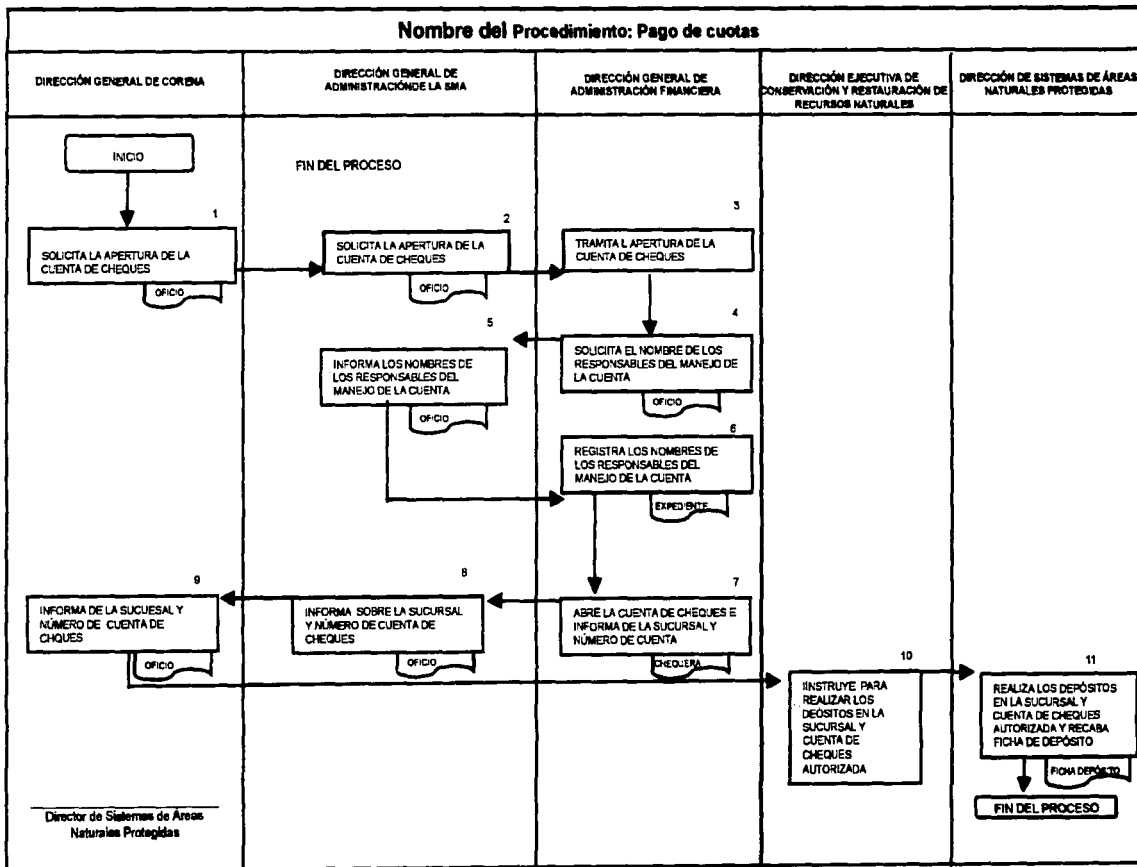 Nombre del Procedimiento: Pago de cuotas
DIRECCIÓN GENERAL DE CORENA
DIRECCIÓN GENERAL DE
ADMINISTRACIÓNDE LA SMA
DIRECCIÓN GENERAL DE
ADMINISTRACIÓN FINANCIERA
DIRECCIÓN EJECUTIVA DE
CONSERVACIÓN Y RESTAURACIÓN DE
RECURSOS NATURALES
DIRECCIÓN DE SISTEMAS DE ÁREAS
NATURALES PROTEGIDAS
INICIO
FIN DEL PROCESO
1
SOLICITA LA APERTURA DE LA
CUENTA DE CHEQUES
OFICIO
2
SOLICITA LA APERTURA DE LA
CUENTA DE CHEQUES
OFICIO
3
TRAMITA L APERTURA DE LA
CUENTA DE CHEQUES
4
SOLICIITA EL NOMBRE DE LOS
RESPONSABLES DEL MANEJO DE
LA CUENTA
OFICIO
5
INFORMA LOS NOMBRES DE
LOS RESPONSABLES DEL
MANEJO DE LA CUENTA
OFICIO
6
REGISTRA LOS NOMBRES DE
LOS RESPONSABLES DEL
MANEJO DE LA CUENTA
EXPEDIENTE
7
ABRE LA CUENTA DE CHEQUES E
INFORMA DE LA SUCURSAL Y
NÚMERO DE CUENTA
CHEQUERA
8
INFORMA SOBRE LA SUCURSAL
Y NÚMERO DE CUENTA DE
CHEQUES
OFICIO
9
INFORMA DE LA SUCUESAL Y
NÚMERO DE CUENTA DE
CHQUES
OFICIO
10
IINSTRUYE PARA
REALIZAR LOS
DEÓSITOS EN LA
SUCURSAL Y
CUENTA DE
CHEQUES
AUTORIZADA
11
REALIZA LOS DEPÓSITOS
EN LA SUCURSAL Y
CUENTA DE CHEQUES
AUTORIZADA Y RECABA
FICHA DE DEPÓSITO
FICHA DEPÓSITO
FIN DEL PROCESO
Director de Sistemas de Áreas
Naturales Protegidas